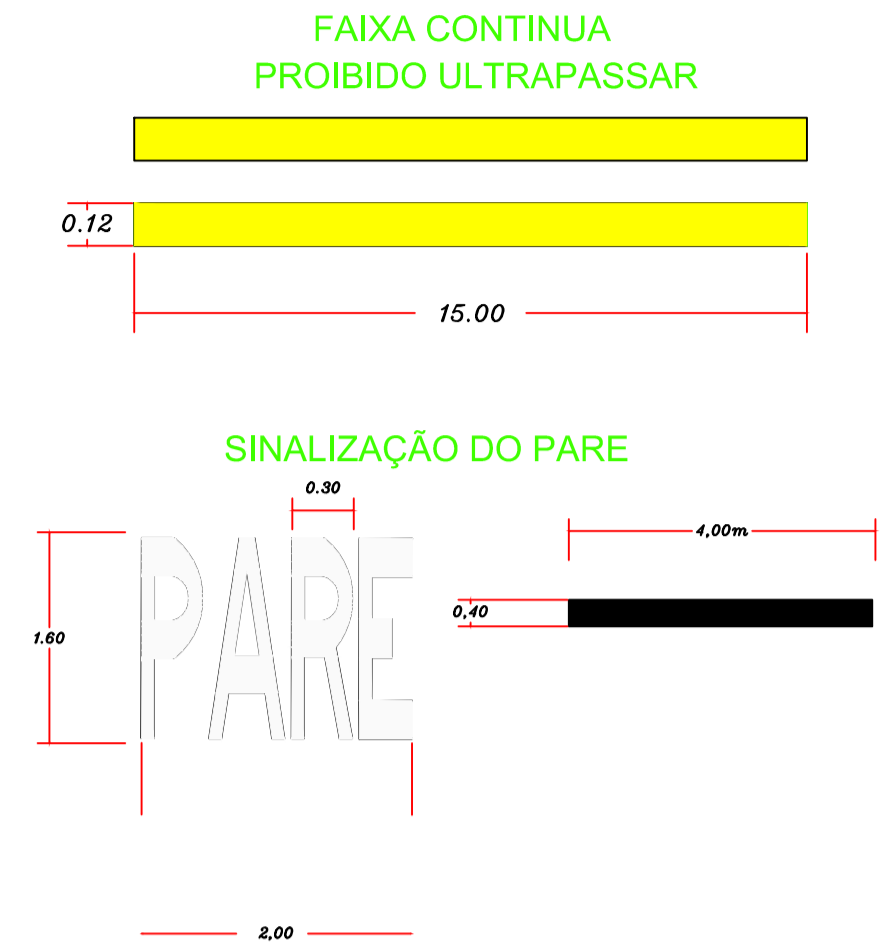 FAIXA CONTINUA
PROIBIDO ULTRAPASSAR
0.12
15.00
SINALIZAÇÃO DO PARE
0.30
4,00m
1.60
PARE
0,40
2,00